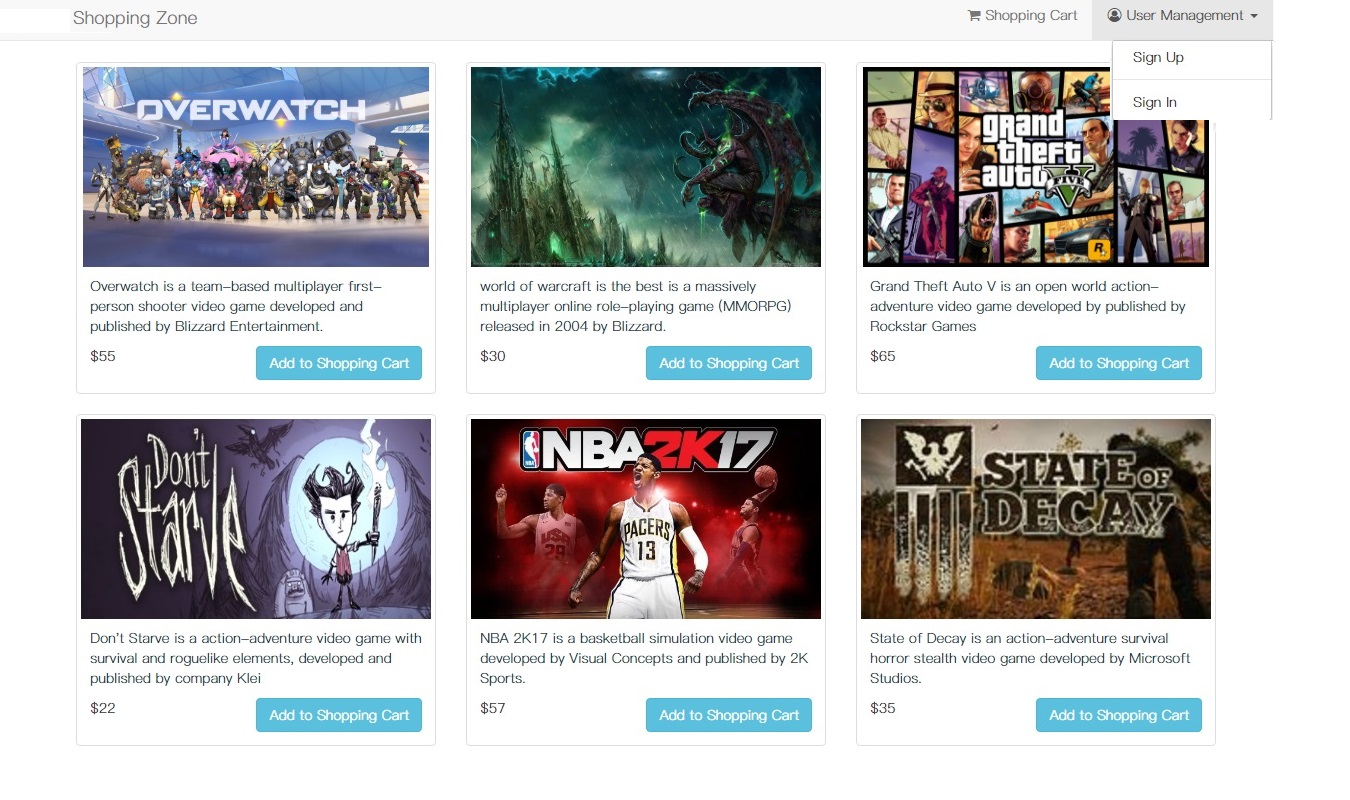 Shopping Zone
Shopping Cart
User Management
Sign Up
Sign In
OVERWATCH
grand
theft
auto
V
FIVE
R
Overwatch is a team-based multiplayer first-
person shooter video game developed and
published by Blizzard Entertainment.
$55
Add to Shopping Cart
world of warcraft is the best is a massively
multiplayer online role-playing game (MMORPG)
released in 2004 by Blizzard.
$30
Add to Shopping Cart
Grand Theft Auto V is an open world action-
adventure video game developed by published by
Rockstar Games
$65
Add to Shopping Cart
Don't
Starve
NBA
NBA 2K17
USA
29
PACERS
13
STATE OF
DECAY
Don't Starve is a action-adventure video game with
survival and roguelike elements, developed and
published by company Klei
$22
Add to Shopping Cart
NBA 2K17 is a basketball simulation video game
developed by Visual Concepts and published by 2K
Sports.
$57
Add to Shopping Cart
State of Decay is an action-adventure survival
horror stealth video game developed by Microsoft
Studios.
$35
Add to Shopping Cart